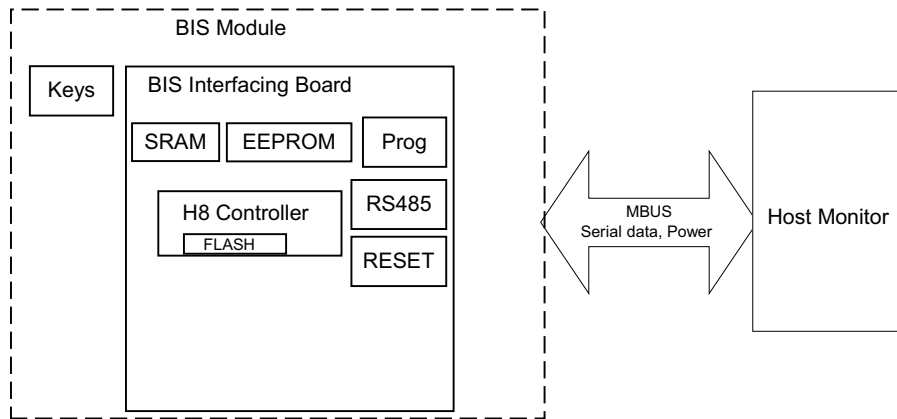 BIS Module
Keys
BIS Interfacing Board
SRAM
EEPROM
Prog
H8 Controller
FLASH
RS485
RESET
MBUS
Serial data, Power
Host Monitor